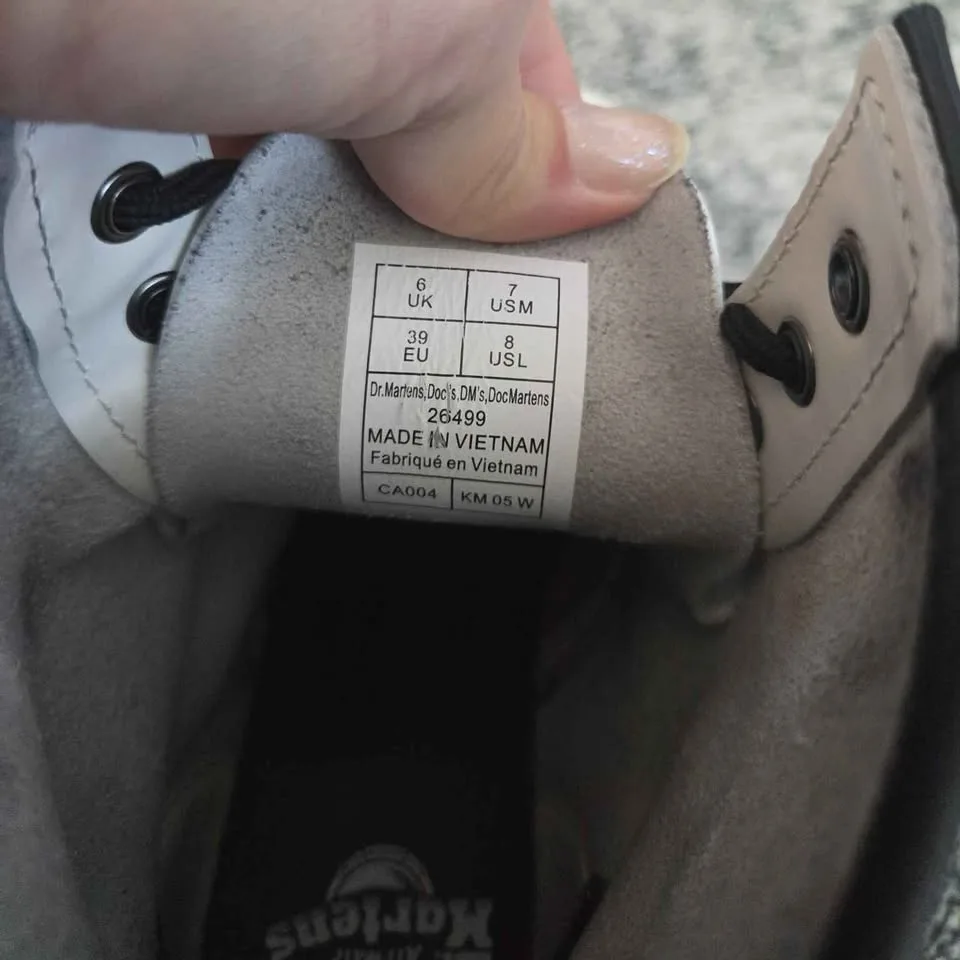 6 7
UK USM
39 8
EU USL
Dr.Martens,Doc's,DM's,DocMartens
26499
MADE IN VIETNAM
Fabriqué en Vietnam
CA004 KM 05 W
Martens